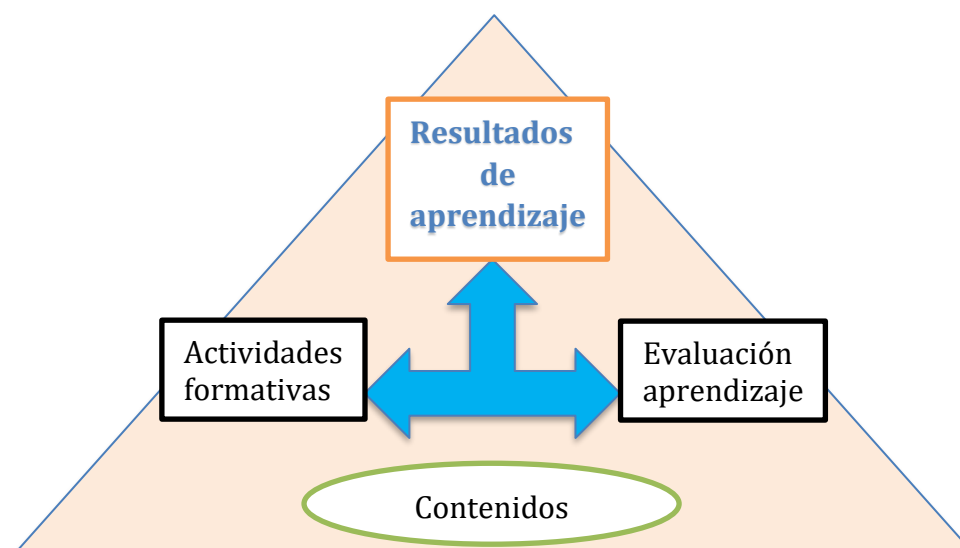 Resultados
de
aprendizaje
Actividades
formativas
Evaluación
aprendizaje
Contenidos